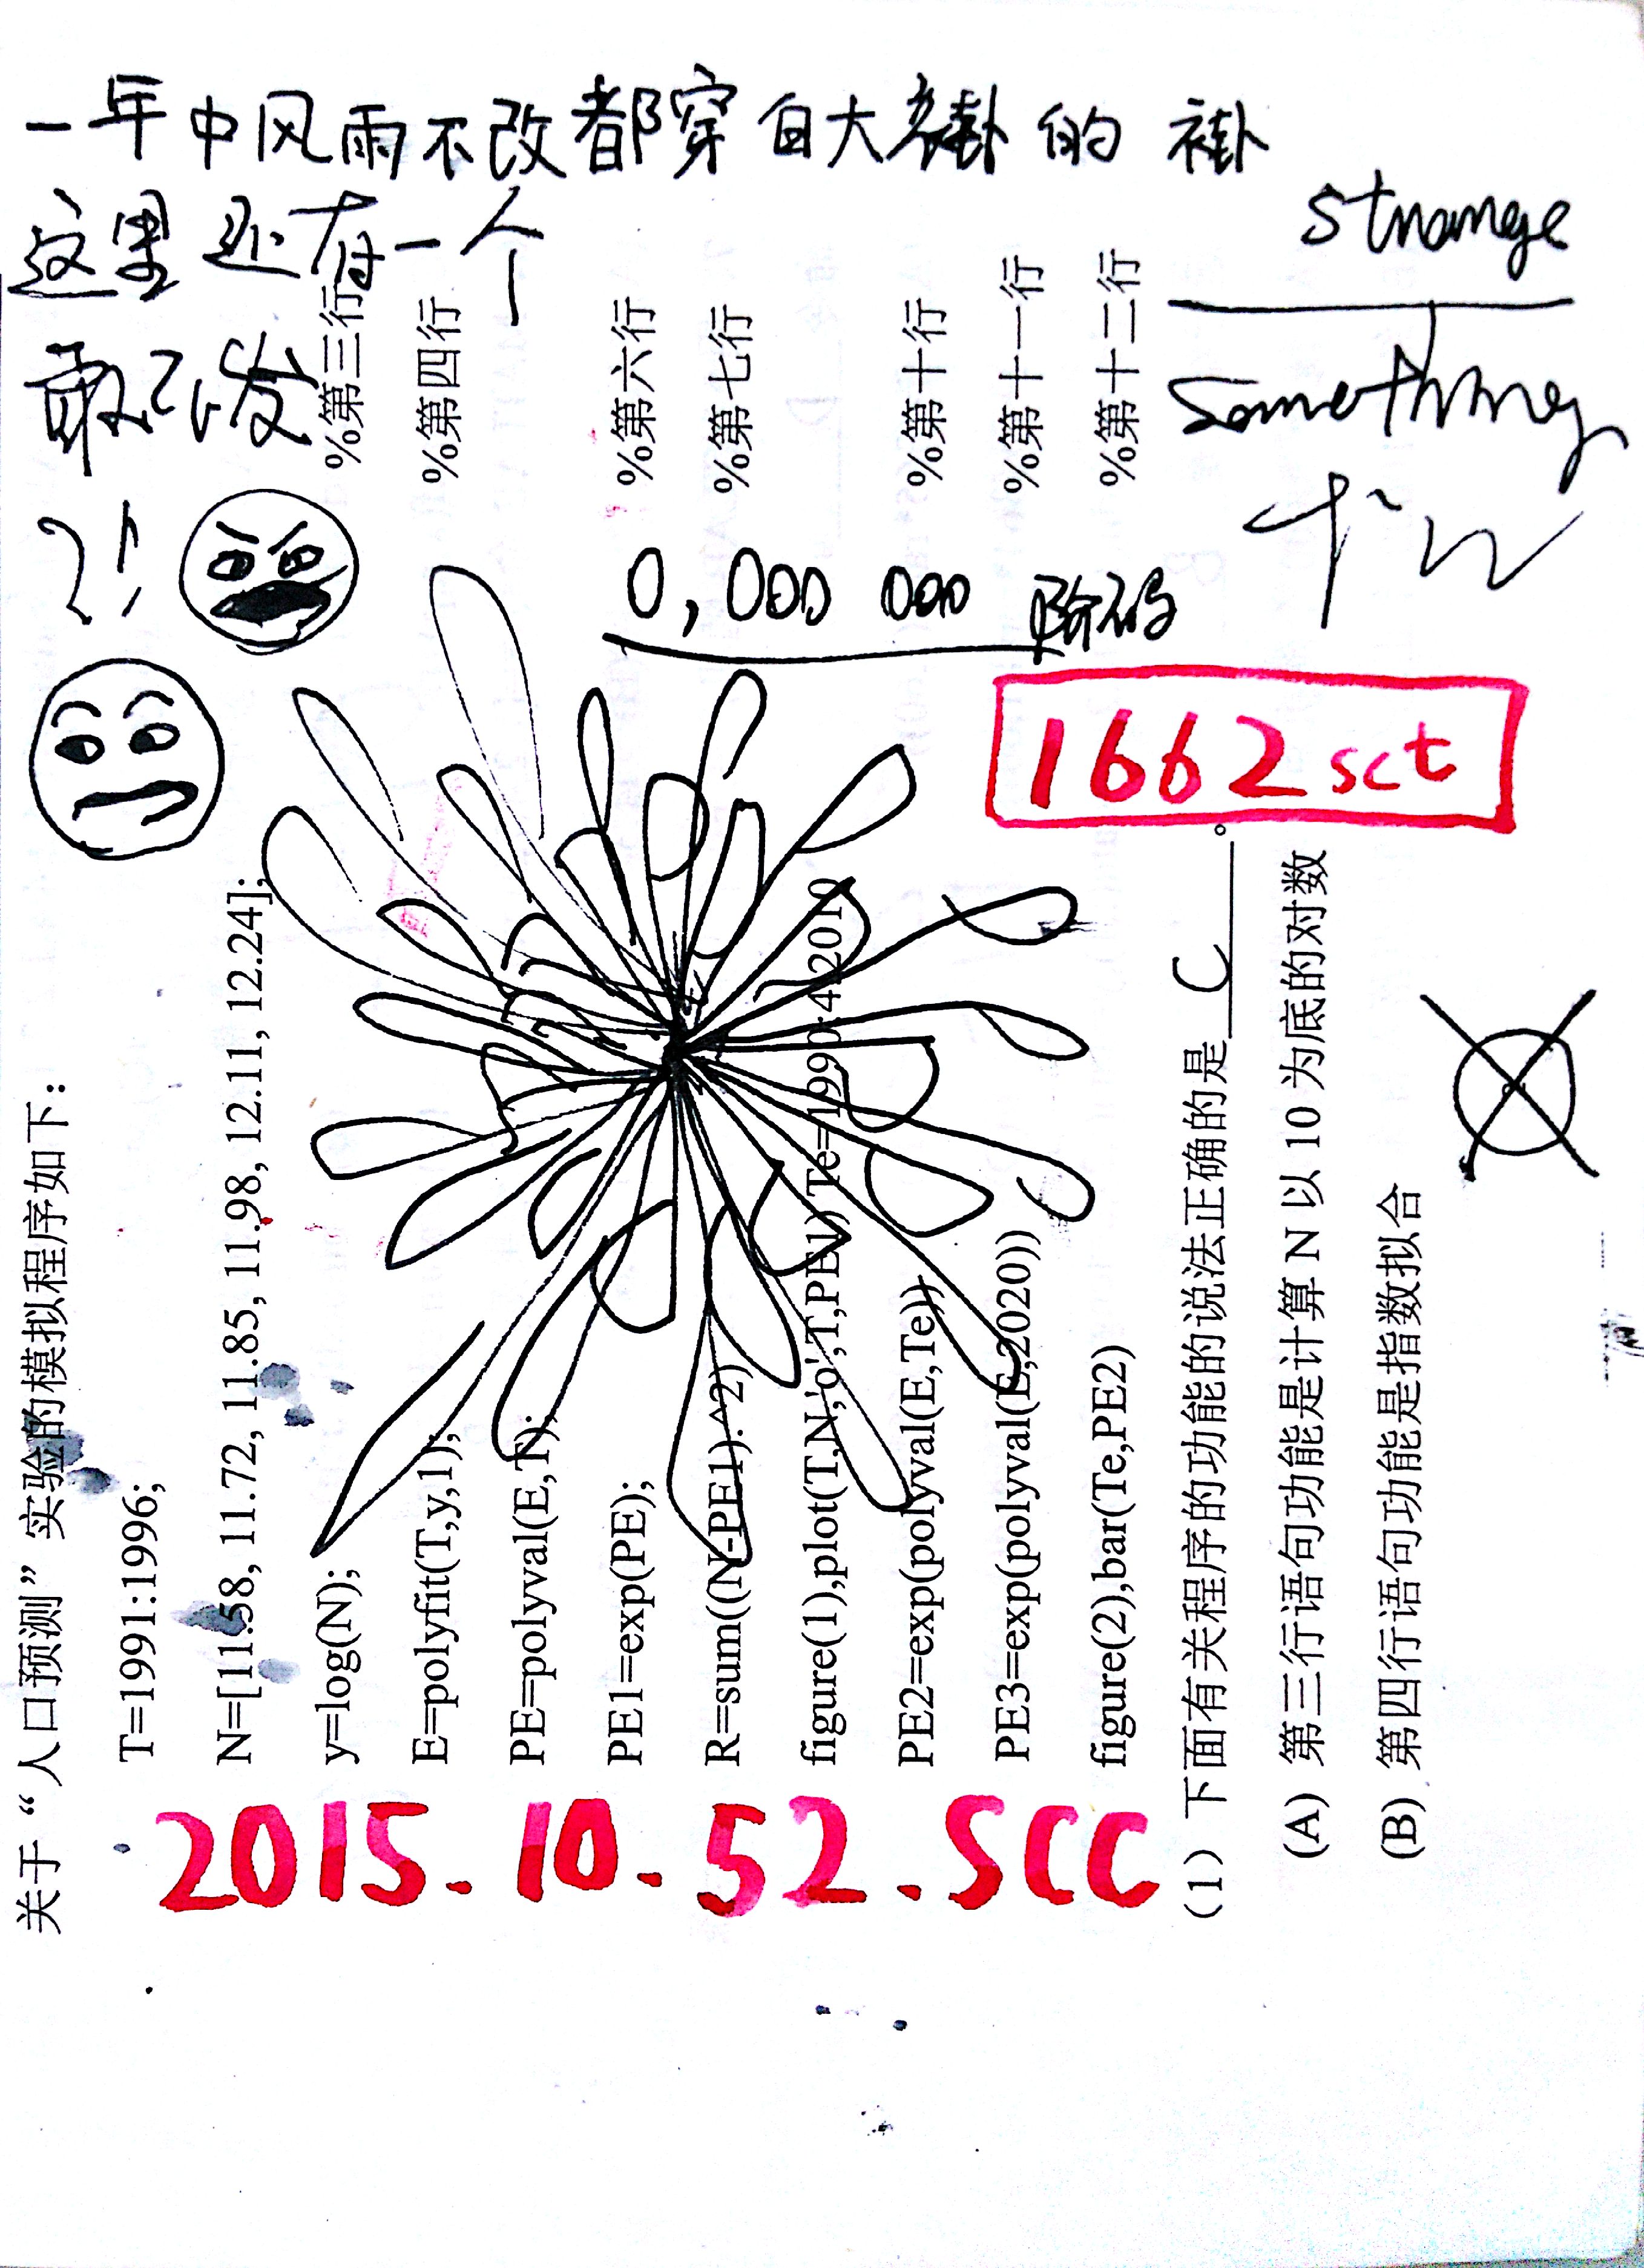 一年中风雨不改都穿白大褂的褂
这里还有一个
敢不发
?!
strange
something
0,000 000
1662sct
2015.10.52.SCC
关于“人口预测”实验的模拟程序如下：
T=1991:1996;
N=[11.58, 11.72, 11.85, 11.98, 12.11, 12.24];
y=log(N); %第三行
E=polyfit(T,y,1); %第四行
PE=polyval(E,T);
PE1=exp(PE); %第六行
R=sum((N-PE1).^2) %第七行
figure(1),plot(T,N,'o',T,PE1) Te=1990:4:2010
PE2=exp(polyval(E,Te)) %第十行
PE3=exp(polyval(E,2020)) %第十一行
figure(2),bar(Te,PE2) %第十二行
（1）下面有关程序的功能的说法正确的是 C 。
(A) 第三行语句功能是计算 N 以 10 为底的对数
(B) 第四行语句功能是指数拟合